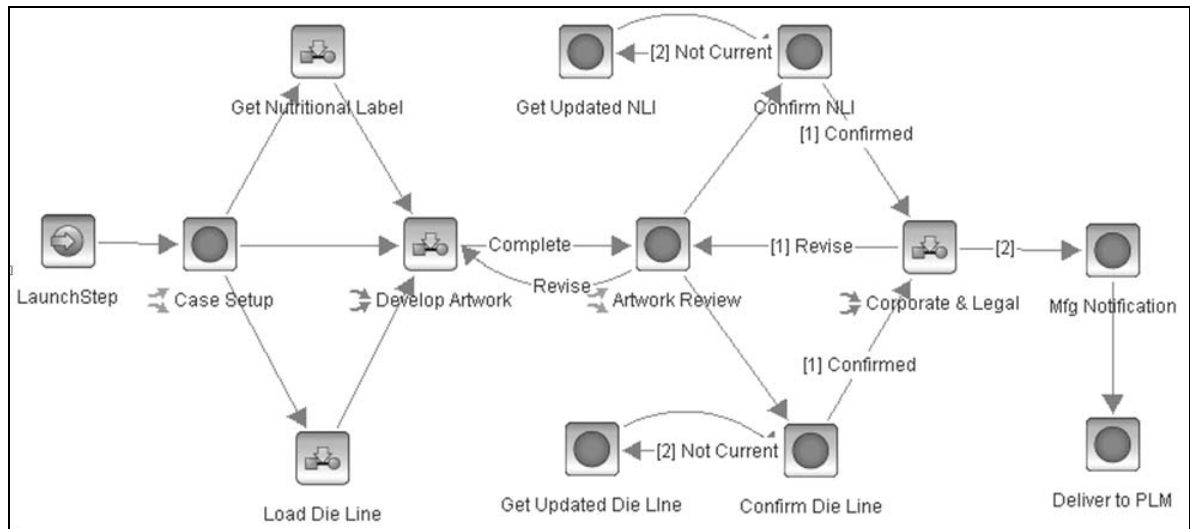 [2] Not Current
Get Nutritional Label
Get Updated NLI
Confirm NLI
[1] Confirmed
Complete
[1] Revise
[2]
Revise
LaunchStep
Case Setup
Develop Artwork
Artwork Review
Corporate & Legal
Mfg Notification
[1] Confirmed
[2] Not Current
Load Die Line
Get Updated Die LIne
Confirm Die Line
Deliver to PLM